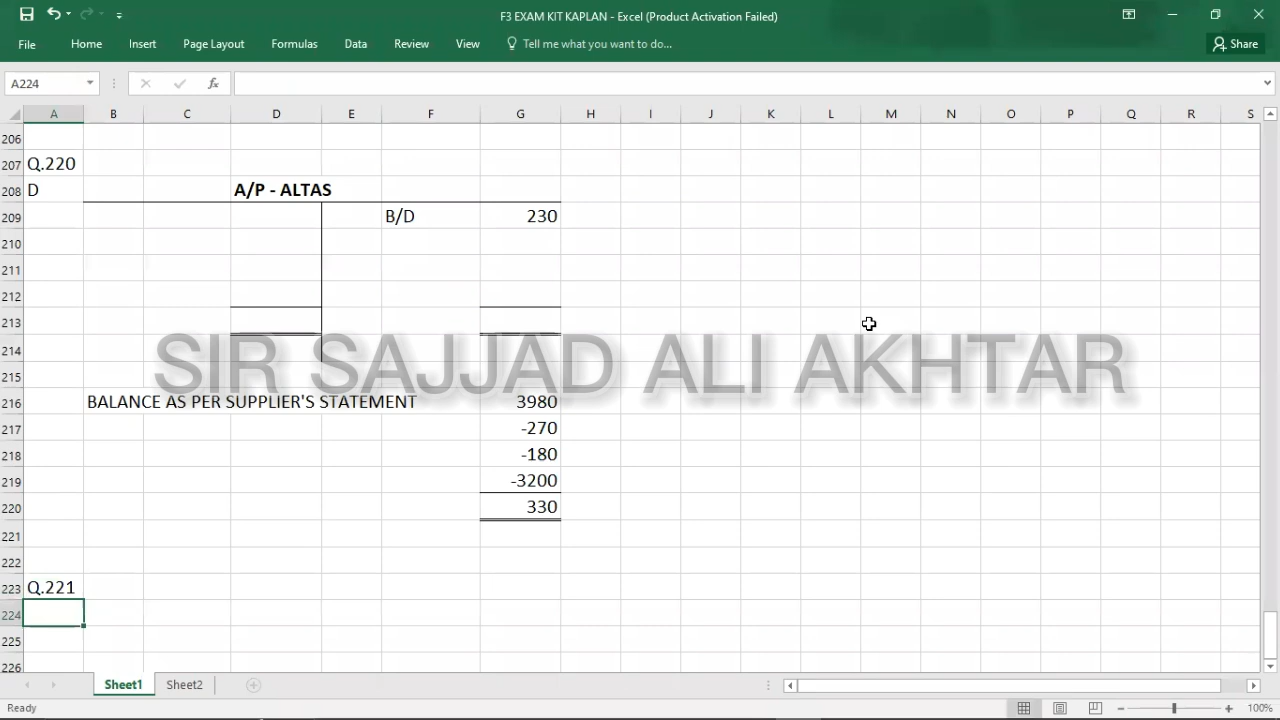 F3 EXAM KIT KAPLAN - Excel (Product Activation Failed)
File Home Insert Page Layout Formulas Data Review View Tell me what you want to do... Share
A224 fx
A B C D E F G H I J K L M N O P Q R S
206
207 Q.220
208 D A/P - ALTAS
209 B/D 230
210
211
212
213
214
SIR SAJJAD ALI AKHTAR
215
216 BALANCE AS PER SUPPLIER'S STATEMENT 3980
217 -270
218 -180
219 -3200
220 330
221
222
223 Q.221
224
225
226
Sheet1 Sheet2
Ready 100%